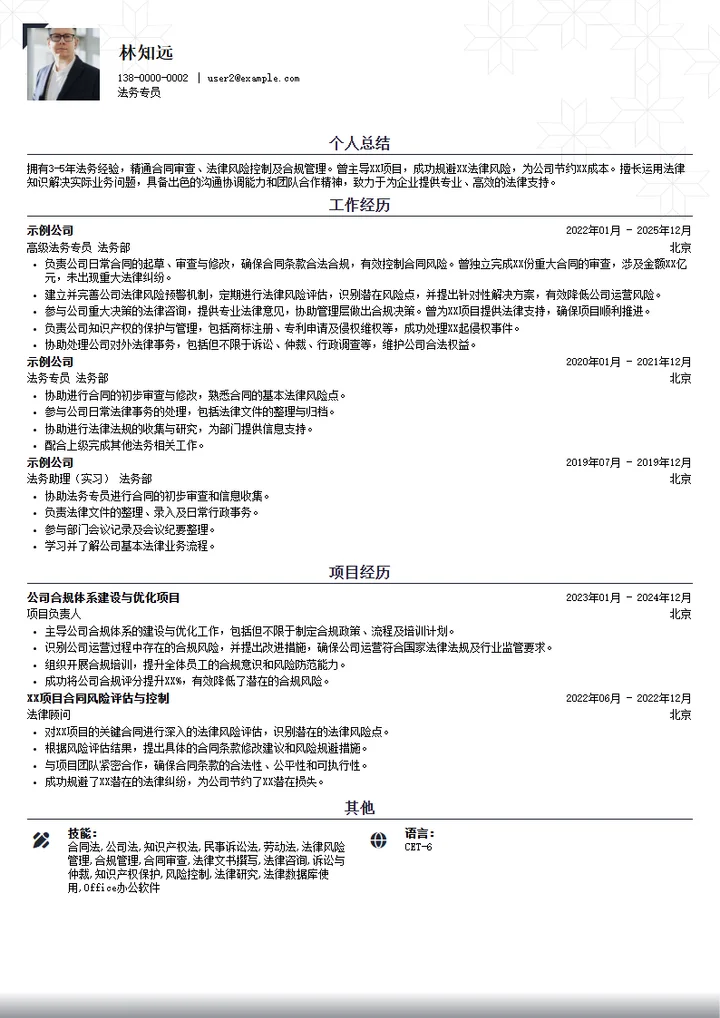 林知远
138-0000-0002 | user2@example.com
法务专员
个人总结
拥有3-5年法务经验，精通合同审查、法律风险控制及合规管理。曾主导XX项目，成功规避XX法律风险，为公司节约XX成本。擅长运用法律
知识解决实际业务问题，具备出色的沟通协调能力和团队合作精神，致力于为企业提供专业、高效的法律支持。
工作经历
示例公司 2022年01月 - 2025年12月
高级法务专员 法务部 北京
• 负责公司日常合同的起草、审查与修改，确保合同条款合法合规，有效控制合同风险。曾独立完成XX份重大合同的审查，涉及金额XX亿
元，未出现重大法律纠纷。
• 建立并完善公司法律风险预警机制，定期进行法律风险评估，识别潜在风险点，并提出针对性解决方案，有效降低公司运营风险。
• 参与公司重大决策的法律咨询，提供专业法律意见，协助管理层做出合规决策。曾为XX项目提供法律支持，确保项目顺利推进。
• 负责公司知识产权的保护与管理，包括商标注册、专利申请及侵权维权等，成功处理XX起侵权事件。
• 协助处理公司对外法律事务，包括但不限于诉讼、仲裁、行政调查等，维护公司合法权益。
示例公司 2020年01月 - 2021年12月
法务专员 法务部 北京
• 协助进行合同的初步审查与修改，熟悉合同的基本法律风险点。
• 参与公司日常法律事务的处理，包括法律文件的整理与归档。
• 协助进行法律法规的收集与研究，为部门提供信息支持。
• 配合上级完成其他法务相关工作。
示例公司 2019年07月 - 2019年12月
法务助理（实习） 法务部 北京
• 协助法务专员进行合同的初步审查和信息收集。
• 负责法律文件的整理、录入及日常行政事务。
• 参与部门会议记录及会议纪要整理。
• 学习并了解公司基本法律业务流程。
项目经历
公司合规体系建设与优化项目 2023年01月 - 2024年12月
项目负责人 北京
• 主导公司合规体系的建设与优化工作，包括但不限于制定合规政策、流程及培训计划。
• 识别公司运营过程中存在的合规风险，并提出改进措施，确保公司运营符合国家法律法规及行业监管要求。
• 组织开展合规培训，提升全体员工的合规意识和风险防范能力。
• 成功将公司合规评分提升XX%，有效降低了潜在的合规风险。
XX项目合同风险评估与控制 2022年06月 - 2022年12月
法律顾问 北京
• 对XX项目的关键合同进行深入的法律风险评估，识别潜在的法律风险点。
• 根据风险评估结果，提出具体的合同条款修改建议和风险规避措施。
• 与项目团队紧密合作，确保合同条款的合法性、公平性和可执行性。
• 成功规避了XX潜在的法律纠纷，为公司节约了XX潜在损失。
其他
技能：
合同法,公司法,知识产权法,民事诉讼法,劳动法,法律风险
管理,合规管理,合同审查,法律文书撰写,法律咨询,诉讼与
仲裁,知识产权保护,风险控制,法律研究,法律数据库使
用,Office办公软件
语言：
CET-6